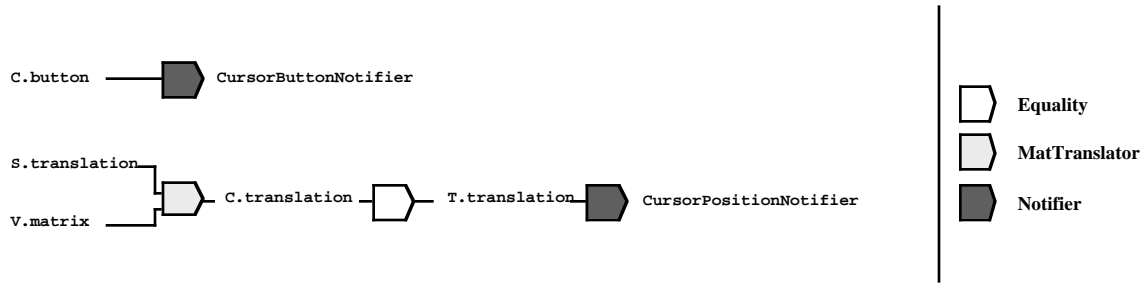 C.button CursorButtonNotifier
S.translation
V.matrix
C.translation T.translation CursorPositionNotifier
Equality
MatTranslator
Notifier